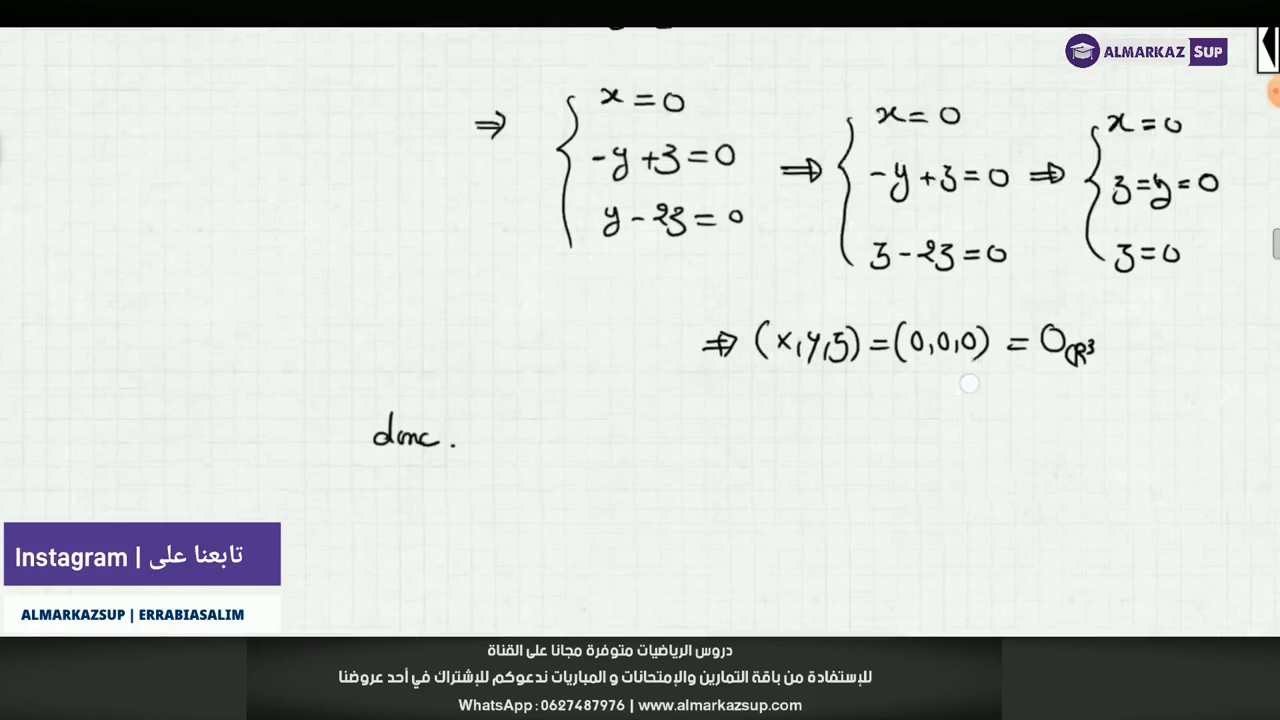 ALMARKAZ SUP
⇒ { x = 0 ⇒ { x = 0 ⇒ { x = 0
-y + z = 0 -y + z = 0 z = y = 0
y - 2z = 0 z - 2z = 0 z = 0
⇒ (x, y, z) = (0, 0, 0) = 0_ℝ³
donc.
Instagram | تابعنا على
ALMARKAZSUP | ERRABIASALIM
دروس الرياضيات متوفرة مجانا على القناة
للإستفادة من باقة التمارين والإمتحانات و المباريات ندعوكم للإشتراك في أحد عروضنا
WhatsApp : 0627487976 | www.almarkazsup.com